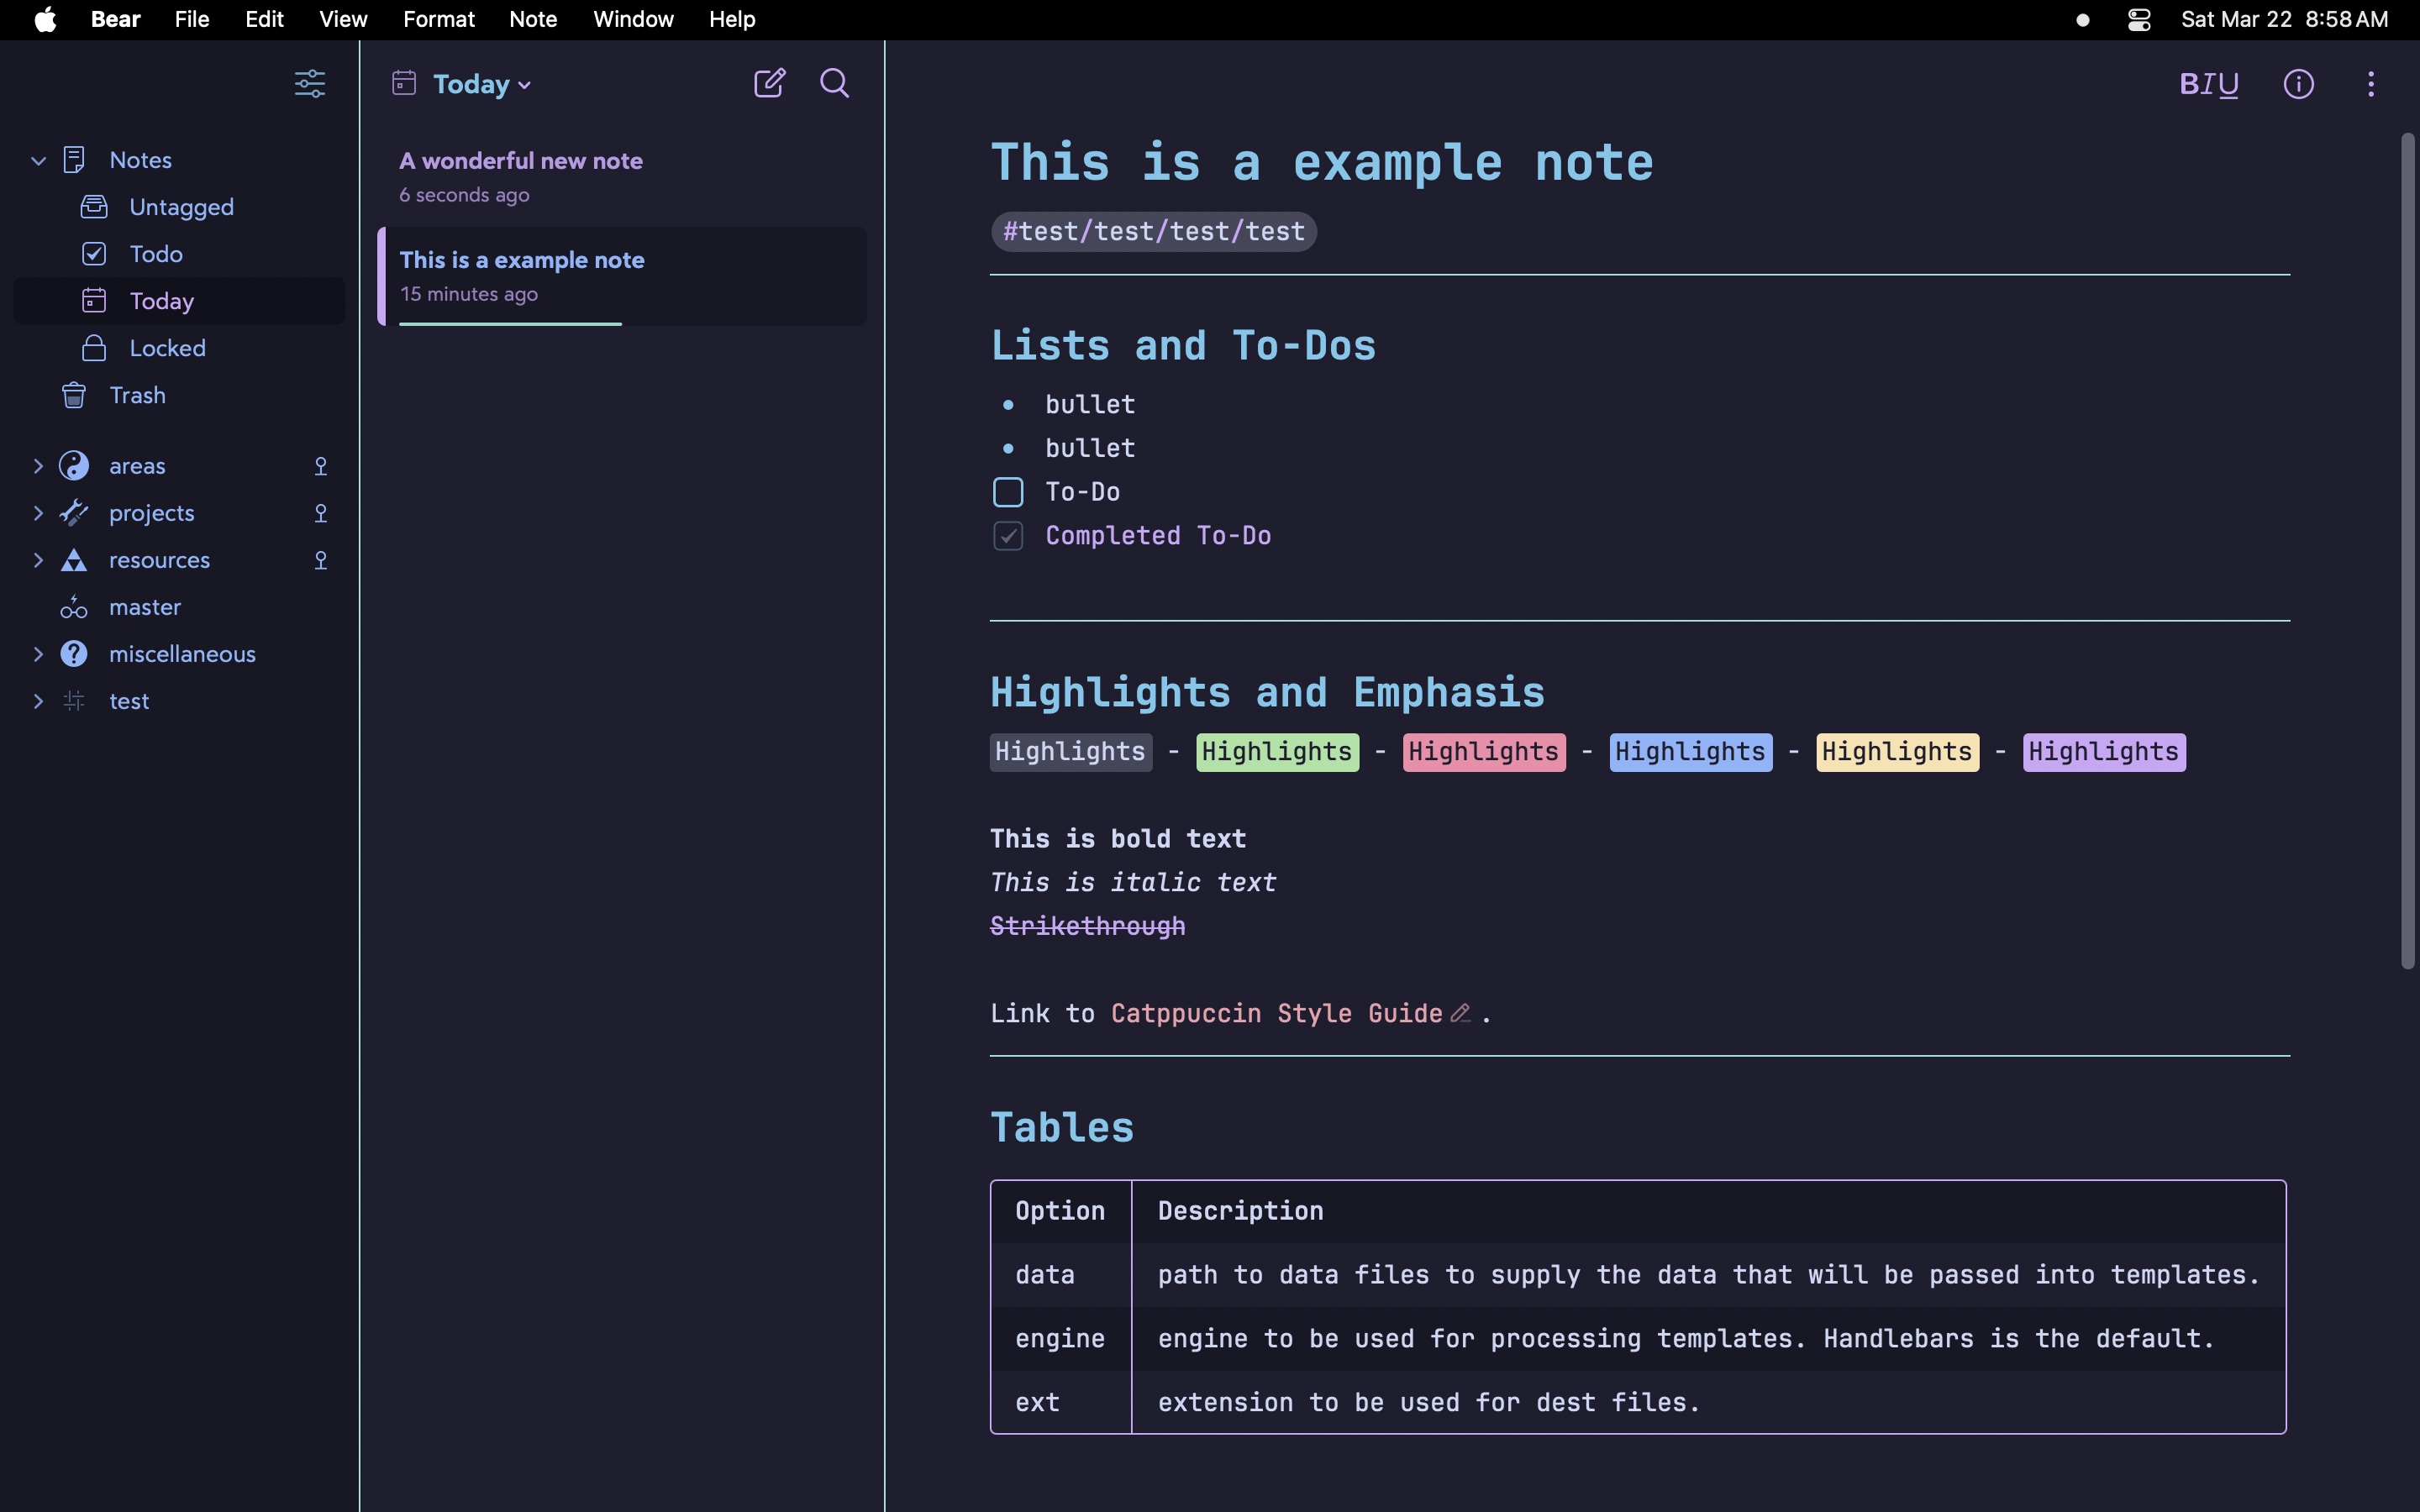 Bear File Edit View Format Note Window Help Sat Mar 22 8:58 AM
Notes
Untagged
Todo
Today
Locked
Trash
areas
projects
resources
master
miscellaneous
test
Today
A wonderful new note
6 seconds ago
This is a example note
15 minutes ago
BIU
This is a example note
#test/test/test/test
Lists and To-Dos
• bullet
• bullet
To-Do
Completed To-Do
Highlights and Emphasis
Highlights - Highlights - Highlights - Highlights - Highlights - Highlights
This is bold text
This is italic text
Strikethrough
Link to Catppuccin Style Guide .
Tables
Option Description
data path to data files to supply the data that will be passed into templates.
engine engine to be used for processing templates. Handlebars is the default.
ext extension to be used for dest files.